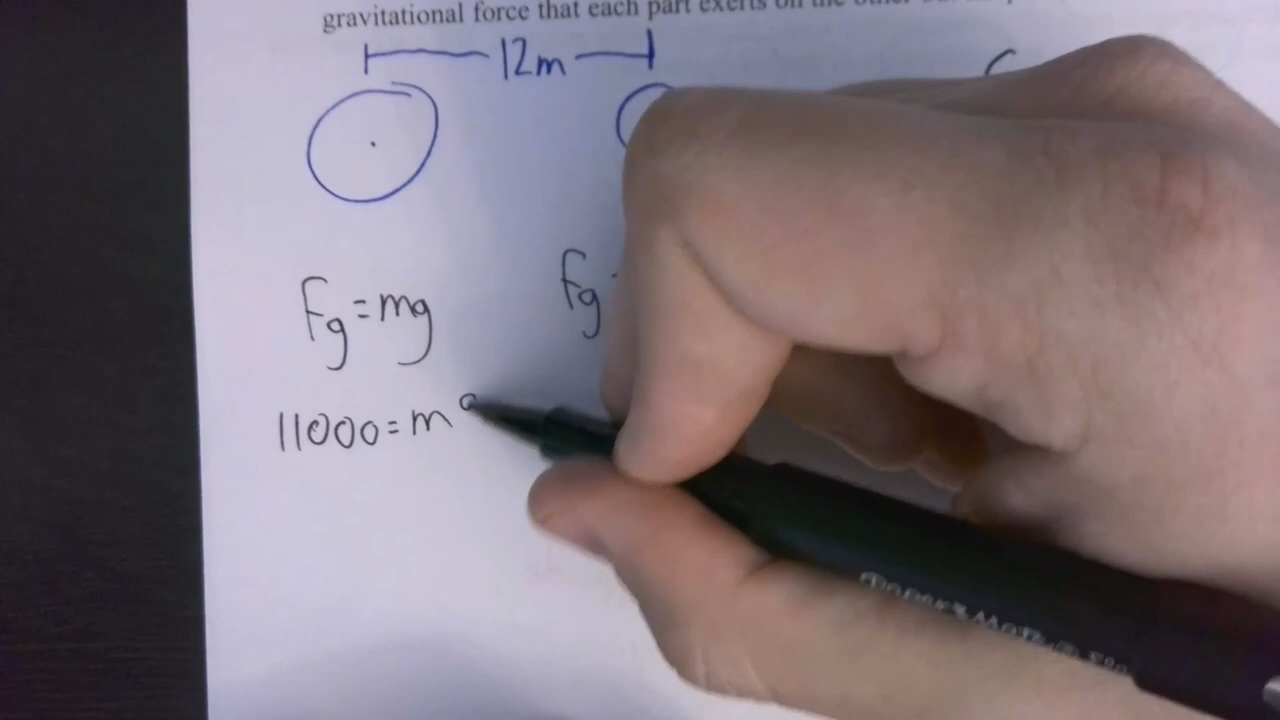 gravitational force that each part exerts on the other
12m
Fg=mg Fg
11000=m